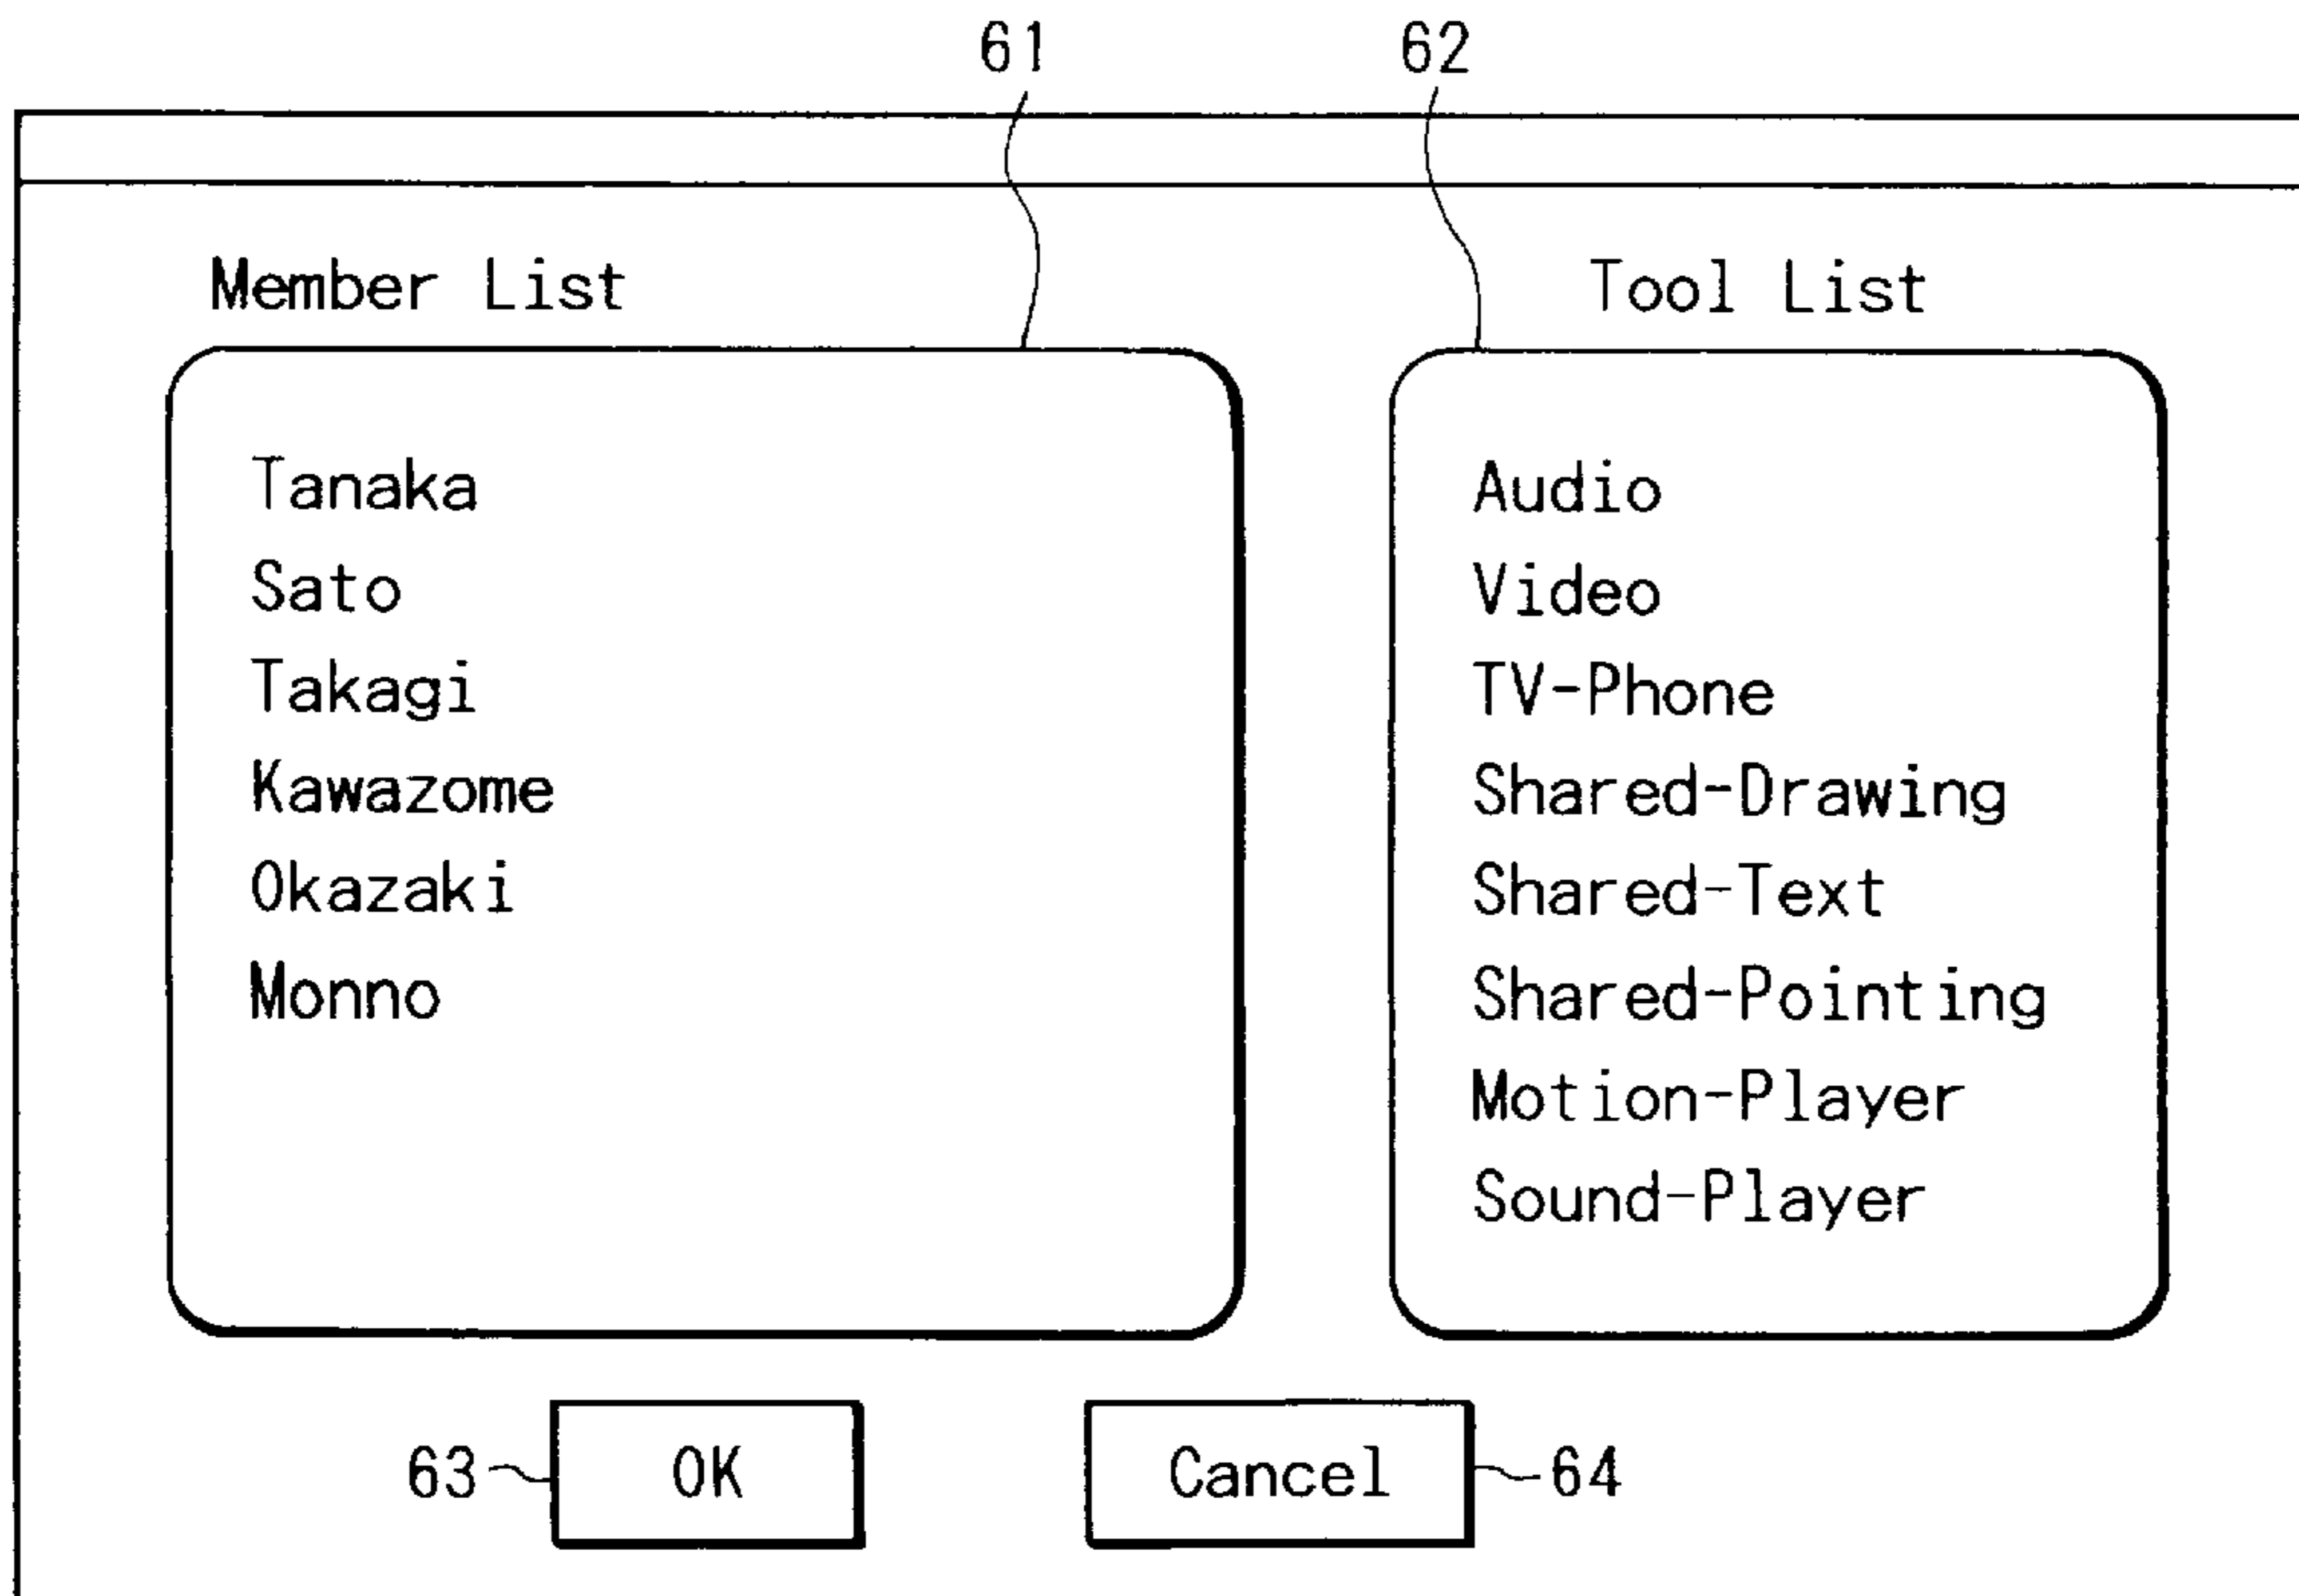 61 62
Member List
Tool List
Tanaka
Sato
Takagi
Kawazome
Okazaki
Monno
Audio
Video
TV-Phone
Shared-Drawing
Shared-Text
Shared-Pointing
Motion-Player
Sound-Player
63 OK Cancel 64